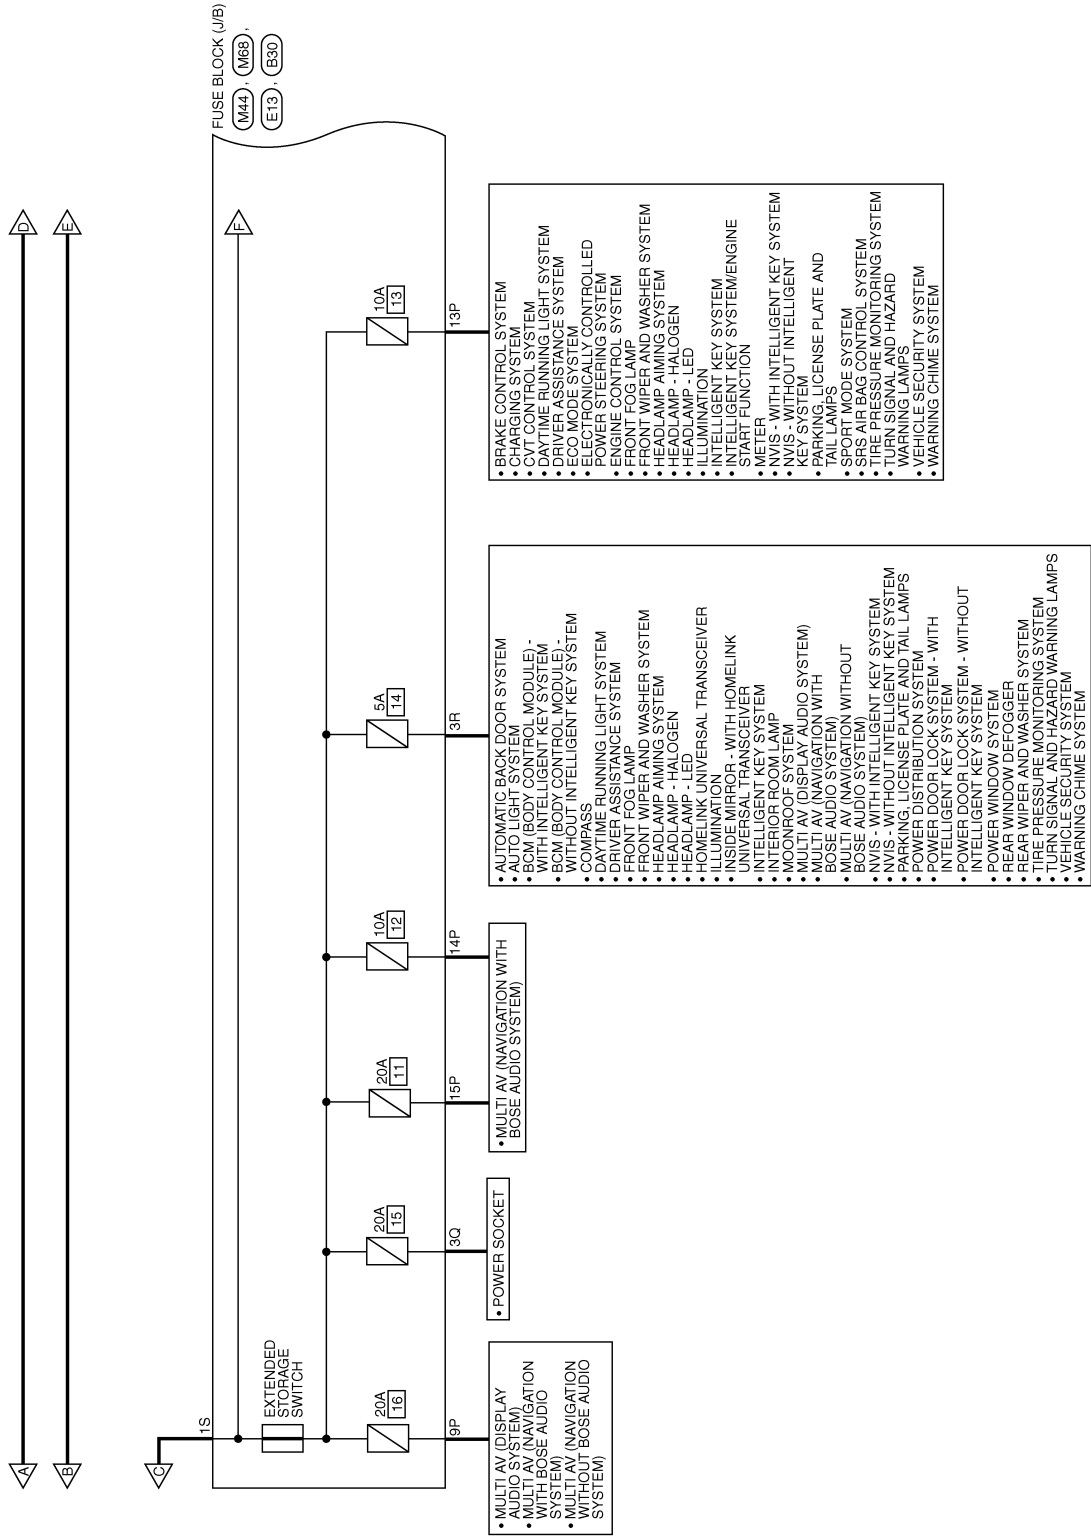 A
B
C
D
E
F
FUSE BLOCK (J/B)
M44 , M68 ,
E13 , B30
1S
EXTENDED
STORAGE
SWITCH
20A
16
20A
15
20A
11
10A
12
5A
14
10A
13
9P
3Q
15P
14P
3R
13P
• MULTI AV (DISPLAY
AUDIO SYSTEM)
• MULTI AV (NAVIGATION
WITH BOSE AUDIO
SYSTEM)
• MULTI AV (NAVIGATION
WITHOUT BOSE AUDIO
SYSTEM)
• POWER SOCKET
• MULTI AV (NAVIGATION WITH
BOSE AUDIO SYSTEM)
• AUTOMATIC BACK DOOR SYSTEM
• AUTO LIGHT SYSTEM
• BCM (BODY CONTROL MODULE) -
WITH INTELLIGENT KEY SYSTEM
• BCM (BODY CONTROL MODULE) -
WITHOUT INTELLIGENT KEY SYSTEM
• COMPASS
• DAYTIME RUNNING LIGHT SYSTEM
• DRIVER ASSISTANCE SYSTEM
• FRONT FOG LAMP
• FRONT WIPER AND WASHER SYSTEM
• HEADLAMP AIMING SYSTEM
• HEADLAMP - HALOGEN
• HEADLAMP - LED
• HOMELINK UNIVERSAL TRANSCEIVER
• ILLUMINATION
• INSIDE MIRROR - WITH HOMELINK
UNIVERSAL TRANSCEIVER
• INTELLIGENT KEY SYSTEM
• INTERIOR ROOM LAMP
• MOONROOF SYSTEM
• MULTI AV (DISPLAY AUDIO SYSTEM)
• MULTI AV (NAVIGATION WITH
BOSE AUDIO SYSTEM)
• MULTI AV (NAVIGATION WITHOUT
BOSE AUDIO SYSTEM)
• NVIS - WITH INTELLIGENT KEY SYSTEM
• NVIS - WITHOUT INTELLIGENT KEY SYSTEM
• PARKING, LICENSE PLATE AND TAIL LAMPS
• POWER DISTRIBUTION SYSTEM
• POWER DOOR LOCK SYSTEM - WITH
INTELLIGENT KEY SYSTEM
• POWER DOOR LOCK SYSTEM - WITHOUT
INTELLIGENT KEY SYSTEM
• POWER WINDOW SYSTEM
• REAR WINDOW DEFOGGER
• REAR WIPER AND WASHER SYSTEM
• TIRE PRESSURE MONITORING SYSTEM
• TURN SIGNAL AND HAZARD WARNING LAMPS
• VEHICLE SECURITY SYSTEM
• WARNING CHIME SYSTEM
• BRAKE CONTROL SYSTEM
• CHARGING SYSTEM
• CVT CONTROL SYSTEM
• DAYTIME RUNNING LIGHT SYSTEM
• DRIVER ASSISTANCE SYSTEM
• ECO MODE SYSTEM
• ELECTRONICALLY CONTROLLED
POWER STEERING SYSTEM
• ENGINE CONTROL SYSTEM
• FRONT FOG LAMP
• FRONT WIPER AND WASHER SYSTEM
• HEADLAMP AIMING SYSTEM
• HEADLAMP - HALOGEN
• HEADLAMP - LED
• ILLUMINATION
• INTELLIGENT KEY SYSTEM
• INTELLIGENT KEY SYSTEM/ENGINE
START FUNCTION
• METER
• NVIS - WITH INTELLIGENT KEY SYSTEM
• NVIS - WITHOUT INTELLIGENT
KEY SYSTEM
• PARKING, LICENSE PLATE AND
TAIL LAMPS
• SPORT MODE SYSTEM
• SRS AIR BAG CONTROL SYSTEM
• TIRE PRESSURE MONITORING SYSTEM
• TURN SIGNAL AND HAZARD
WARNING LAMPS
• VEHICLE SECURITY SYSTEM
• WARNING CHIME SYSTEM